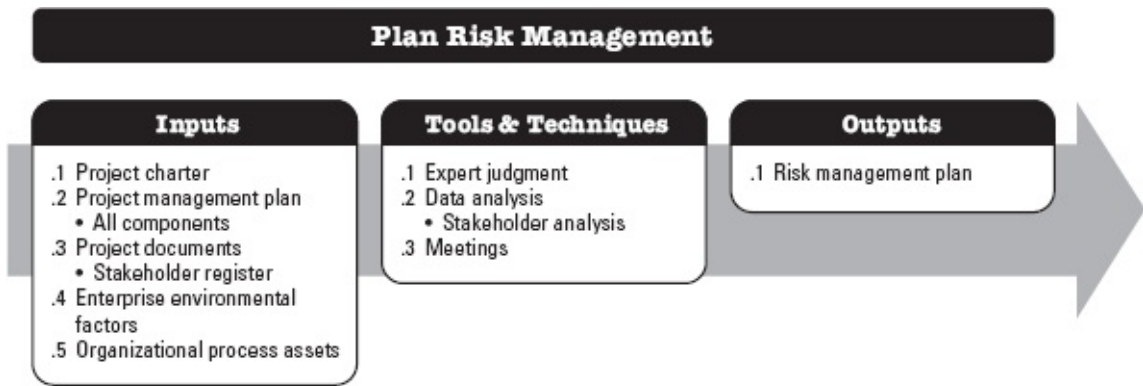 Plan Risk Management
Inputs
.1 Project charter
.2 Project management plan
• All components
.3 Project documents
• Stakeholder register
.4 Enterprise environmental
factors
.5 Organizational process assets
Tools & Techniques
.1 Expert judgment
.2 Data analysis
• Stakeholder analysis
.3 Meetings
Outputs
.1 Risk management plan